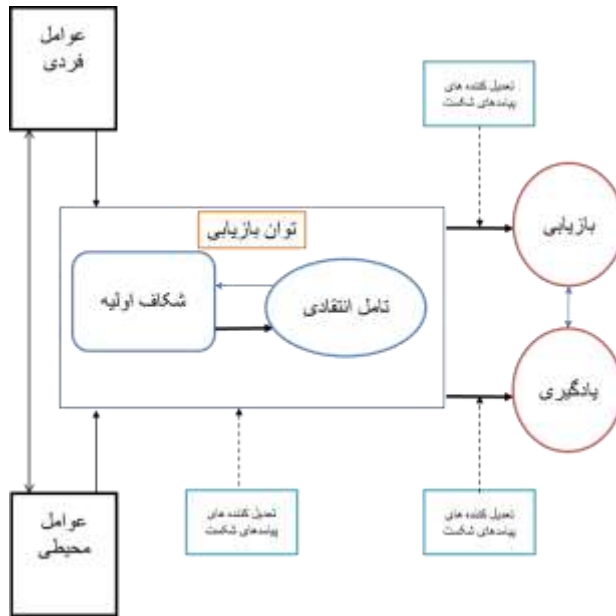 عوامل
فردی
تعدیل کننده های
پیامدهای شکست
توان بازیابی
بازیابی
شکاف اولیه
تامل انتقادی
یادگیری
عوامل
محیطی
تعدیل کننده های
پیامدهای شکست
تعدیل کننده های
پیامدهای شکست